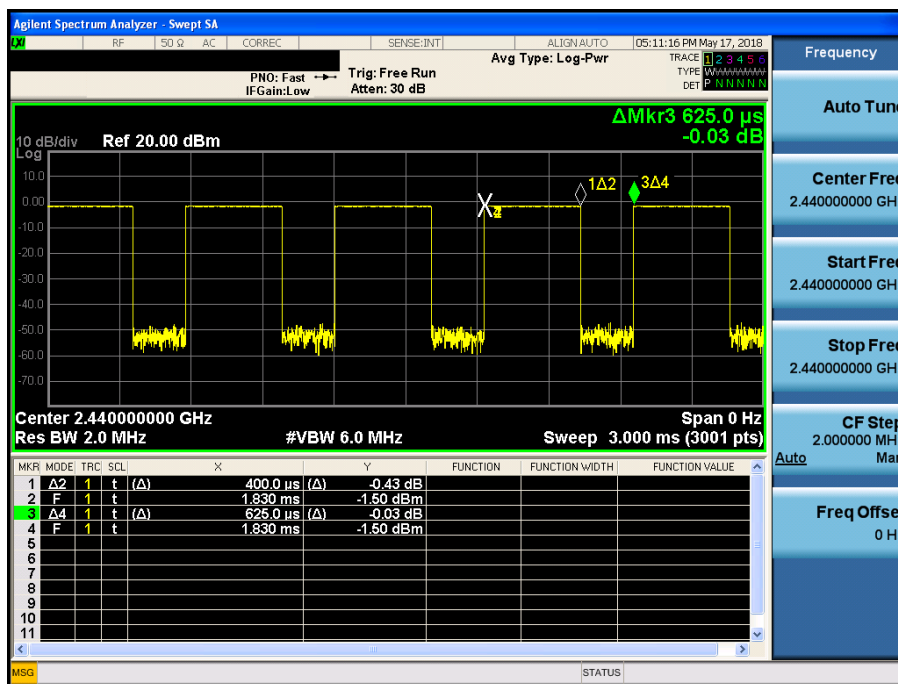 Agilent Spectrum Analyzer - Swept SA
LXI RF 50 Ω AC CORREC SENSE:INT ALIGN AUTO 05:11:16 PM May 17, 2018
Avg Type: Log-Pwr TRACE 1 2 3 4 5 6
PNO: Fast Trig: Free Run TYPE W
IFGain:Low Atten: 30 dB DET P N N N N N
ΔMkr3 625.0 µs
-0.03 dB
10 dB/div Ref 20.00 dBm
Log
10.0
0.00
-10.0
-20.0
-30.0
-40.0
-50.0
-60.0
-70.0
1Δ2 3Δ4
Center 2.440000000 GHz Span 0 Hz
Res BW 2.0 MHz #VBW 6.0 MHz Sweep 3.000 ms (3001 pts)
MKR MODE TRC SCL X Y FUNCTION FUNCTION WIDTH FUNCTION VALUE
1 Δ2 1 t (Δ) 400.0 µs (Δ) -0.43 dB
2 F 1 t 1.830 ms -1.50 dBm
3 Δ4 1 t (Δ) 625.0 µs (Δ) -0.03 dB
4 F 1 t 1.830 ms -1.50 dBm
5
6
7
8
9
10
11
MSG STATUS
Frequency
Auto Tune
Center Freq
2.440000000 GH
Start Freq
2.440000000 GH
Stop Freq
2.440000000 GH
CF Step
2.000000 MH
Auto Man
Freq Offse
0 H